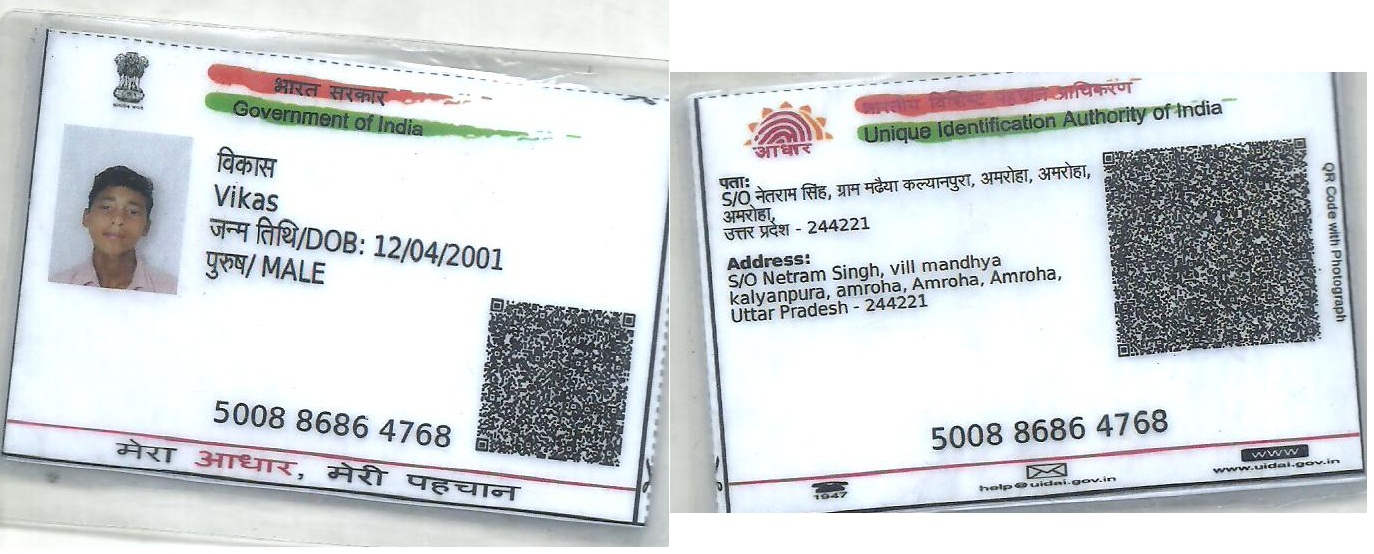 भारत सरकार
Government of India
विकास
Vikas
जन्म तिथि/DOB: 12/04/2001
पुरुष/ MALE
5008 8686 4768
मेरा आधार, मेरी पहचान
भारतीय विशिष्ट पहचान प्राधिकरण
Unique Identification Authority of India
आधार
पता:
S/O नेतराम सिंह, ग्राम मढैया कल्यानपुरा, अमरोहा, अमरोहा,
अमरोहा,
उत्तर प्रदेश - 244221
Address:
S/O Netram Singh, vill mandhya
kalyanpura, amroha, Amroha, Amroha,
Uttar Pradesh - 244221
QR Code with Photograph
5008 8686 4768
1947
help@uidai.gov.in
WWW
www.uidai.gov.in